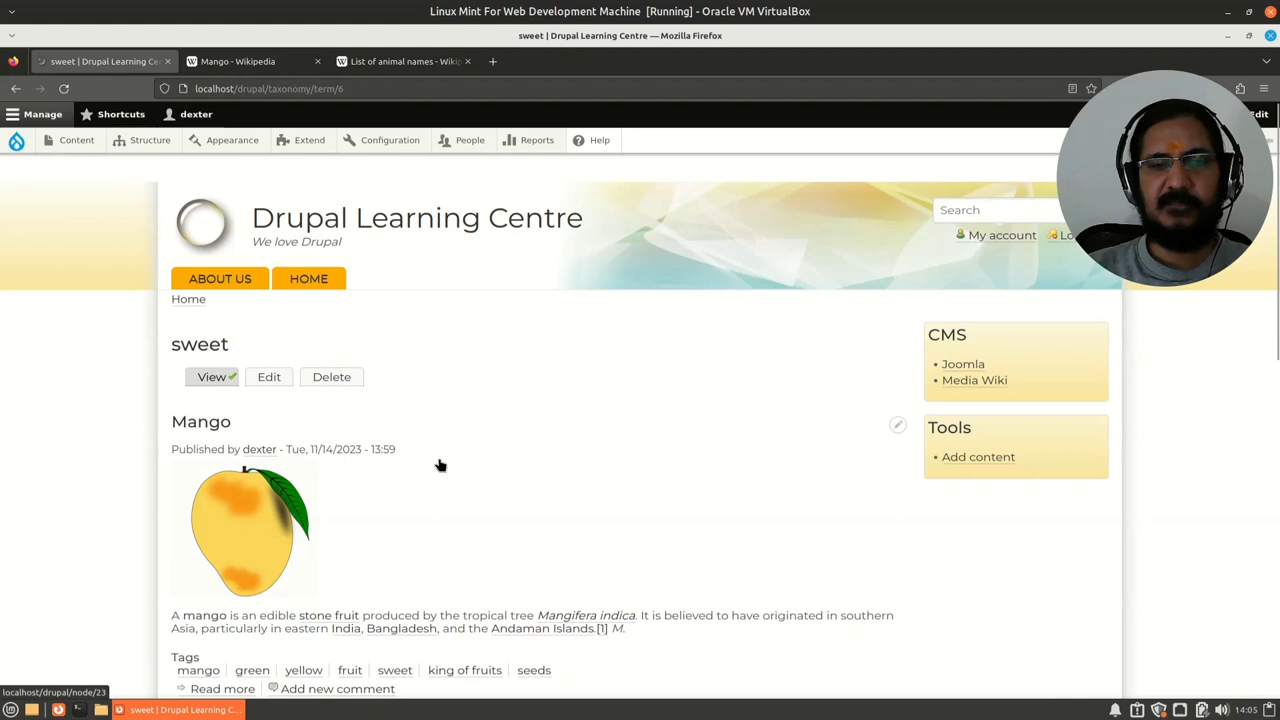 Linux Mint For Web Development Machine [Running] - Oracle VM VirtualBox
sweet | Drupal Learning Centre — Mozilla Firefox
sweet | Drupal Learning Ce
Mango - Wikipedia
List of animal names - Wikip
localhost/drupal/taxonomy/term/6
Manage
Shortcuts
dexter
Edit
Content
Structure
Appearance
Extend
Configuration
People
Reports
Help
Drupal Learning Centre
We love Drupal
Search
My account
Lo
ABOUT US
HOME
Home
sweet
View
Edit
Delete
CMS
Joomla
Media Wiki
Tools
Add content
Mango
Published by dexter - Tue, 11/14/2023 - 13:59
A mango is an edible stone fruit produced by the tropical tree Mangifera indica. It is believed to have originated in southern
Asia, particularly in eastern India, Bangladesh, and the Andaman Islands.[1] M.
Tags
mango
green
yellow
fruit
sweet
king of fruits
seeds
Read more
Add new comment
localhost/drupal/node/23
sweet | Drupal Learning C...
14:05